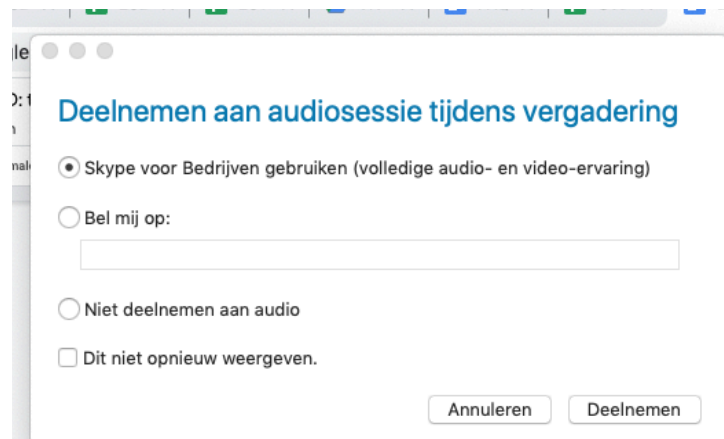 Deelnemen aan audiosessie tijdens vergadering
Skype voor Bedrijven gebruiken (volledige audio- en video-ervaring)
Bel mij op:
Niet deelnemen aan audio
Dit niet opnieuw weergeven.
Annuleren
Deelnemen